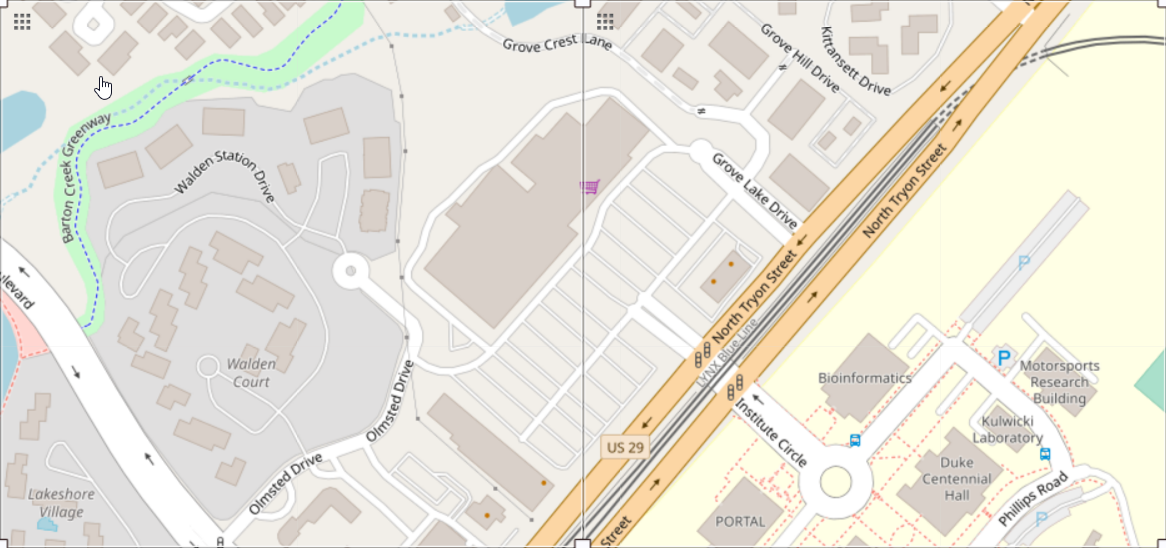 Grove Crest Lane
Grove Hill Drive
Kittansett Drive
Barton Creek Greenway
Walden Station Drive
Grove Lake Drive
North Tryon Street
North Tryon Street
LYNX Blue Line
ulevard
Walden
Court
Olmsted Drive
Olmsted Drive
US 29
Lakeshore
Village
P
P
Bioinformatics
Motorsports
Research
Building
Institute Circle
Kulwicki
Laboratory
Duke
Centennial
Hall
Phillips Road
P
PORTAL
Street